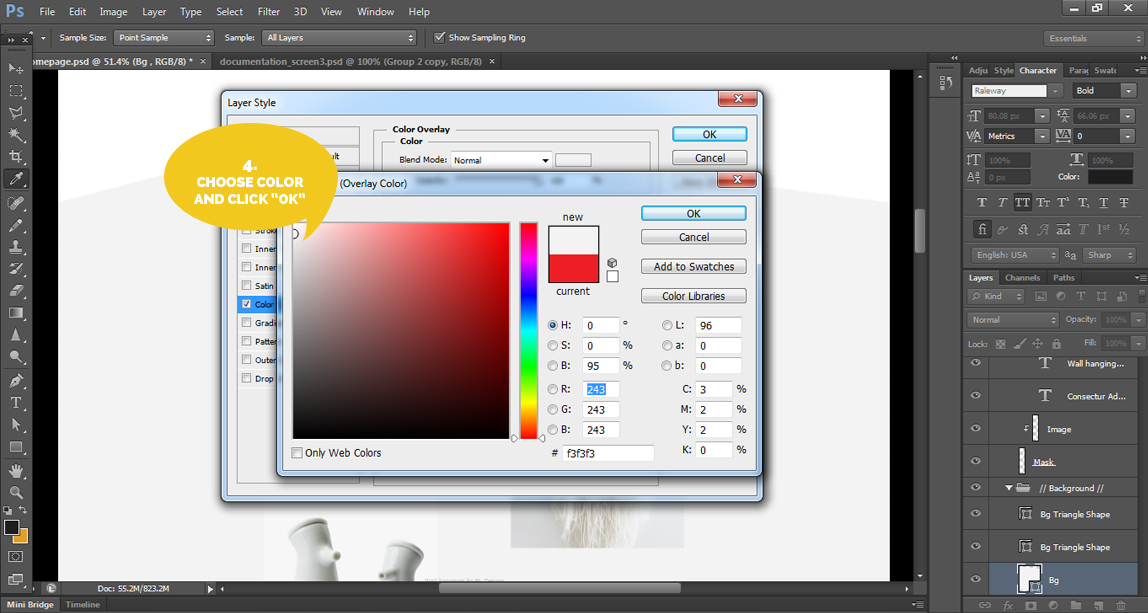 Ps File Edit Image Layer Type Select Filter 3D View Window Help
Sample Size: Point Sample Sample: All Layers Show Sampling Ring Essentials
omepage.psd @ 51.4% (Bg , RGB/8) * × documentation_screen3.psd @ 100% (Group 2 copy, RGB/8) ×
Layer Style
Color Overlay
Color
Blend Mode: Normal
OK
Cancel
4.
CHOOSE COLOR
AND CLICK "OK"
(Overlay Color)
new
current
OK
Cancel
Add to Swatches
Color Libraries
H: 0 ° L: 96
S: 0 % a: 0
B: 95 % b: 0
R: 243 C: 3 %
G: 243 M: 2 %
B: 243 Y: 2 %
K: 0 %
# f3f3f3
Only Web Colors
Stroke
Inner
Inner
Satin
Color
Gradi
Patter
Outer
Drop
Adju Style Character Para Swatc
Raleway Bold
80.08 px 66.06 px
Metrics 0
100% 100%
0 px Color:
English: USA Sharp
Layers Channels Paths
Kind
Normal Opacity: 100%
Lock: Fill: 100%
Wall hanging...
Consectur Ad...
Image
Mask
// Background //
Bg Triangle Shape
Bg Triangle Shape
Bg
Doc: 55.2M/823.2M
Mini Bridge Timeline